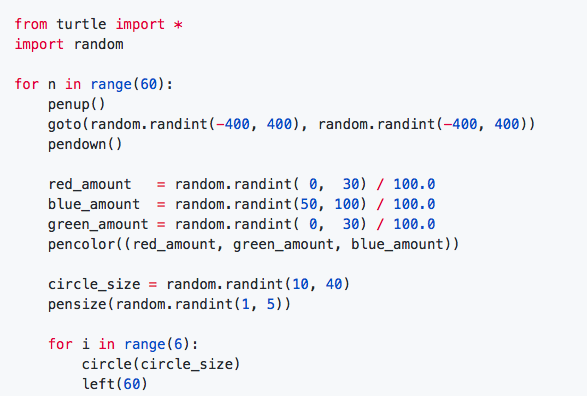 from turtle import *
import random

for n in range(60):
    penup()
    goto(random.randint(-400, 400), random.randint(-400, 400))
    pendown()

    red_amount   = random.randint( 0,  30) / 100.0
    blue_amount  = random.randint(50, 100) / 100.0
    green_amount = random.randint( 0,  30) / 100.0
    pencolor((red_amount, green_amount, blue_amount))

    circle_size = random.randint(10, 40)
    pensize(random.randint(1, 5))

    for i in range(6):
        circle(circle_size)
        left(60)